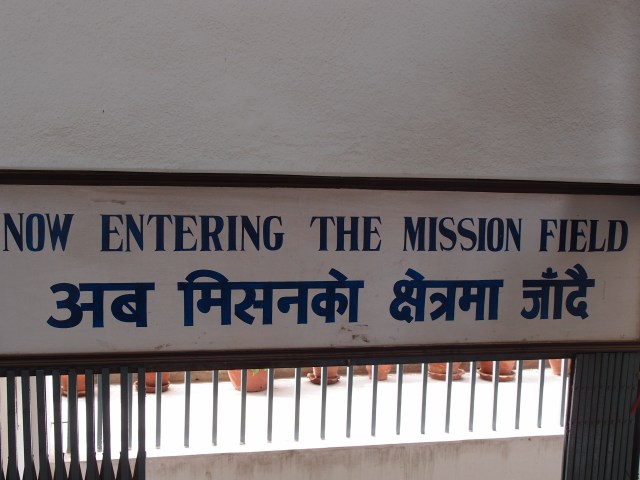 NOW ENTERING THE MISSION FIELD
अब मिसनको क्षेत्रमा जाँदै